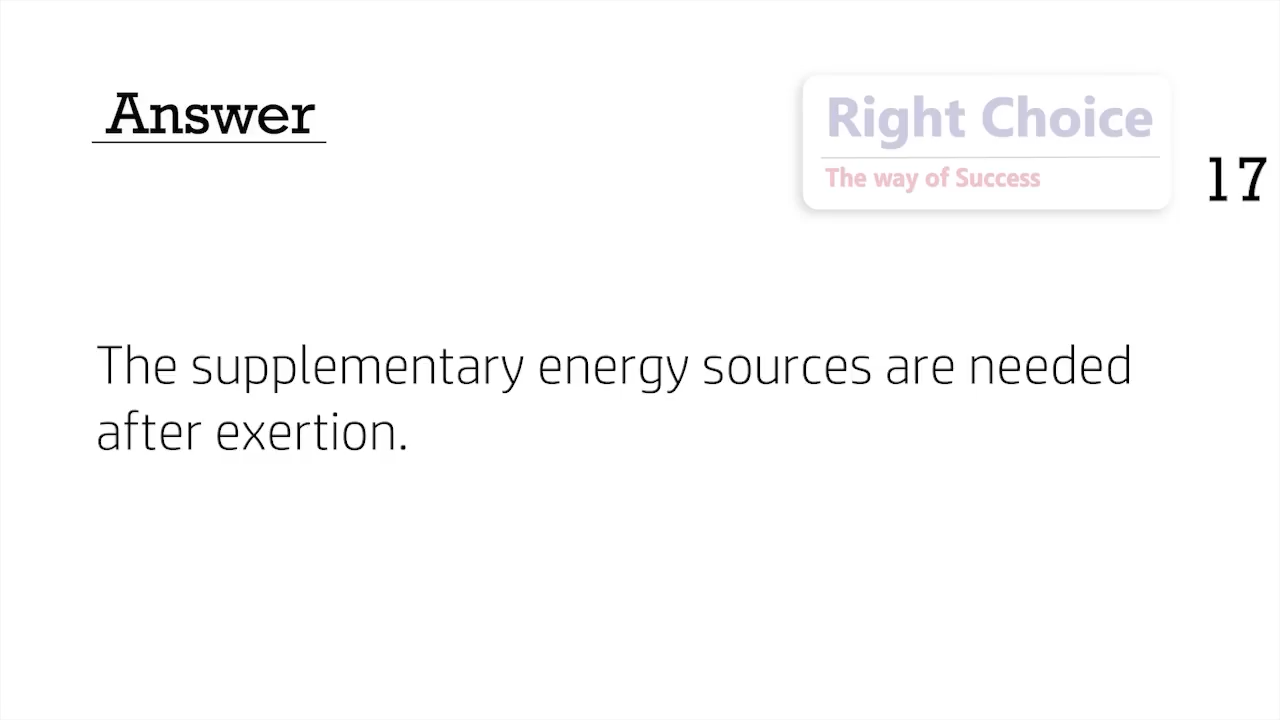 Answer
Right Choice
The way of Success
17
The supplementary energy sources are needed
after exertion.